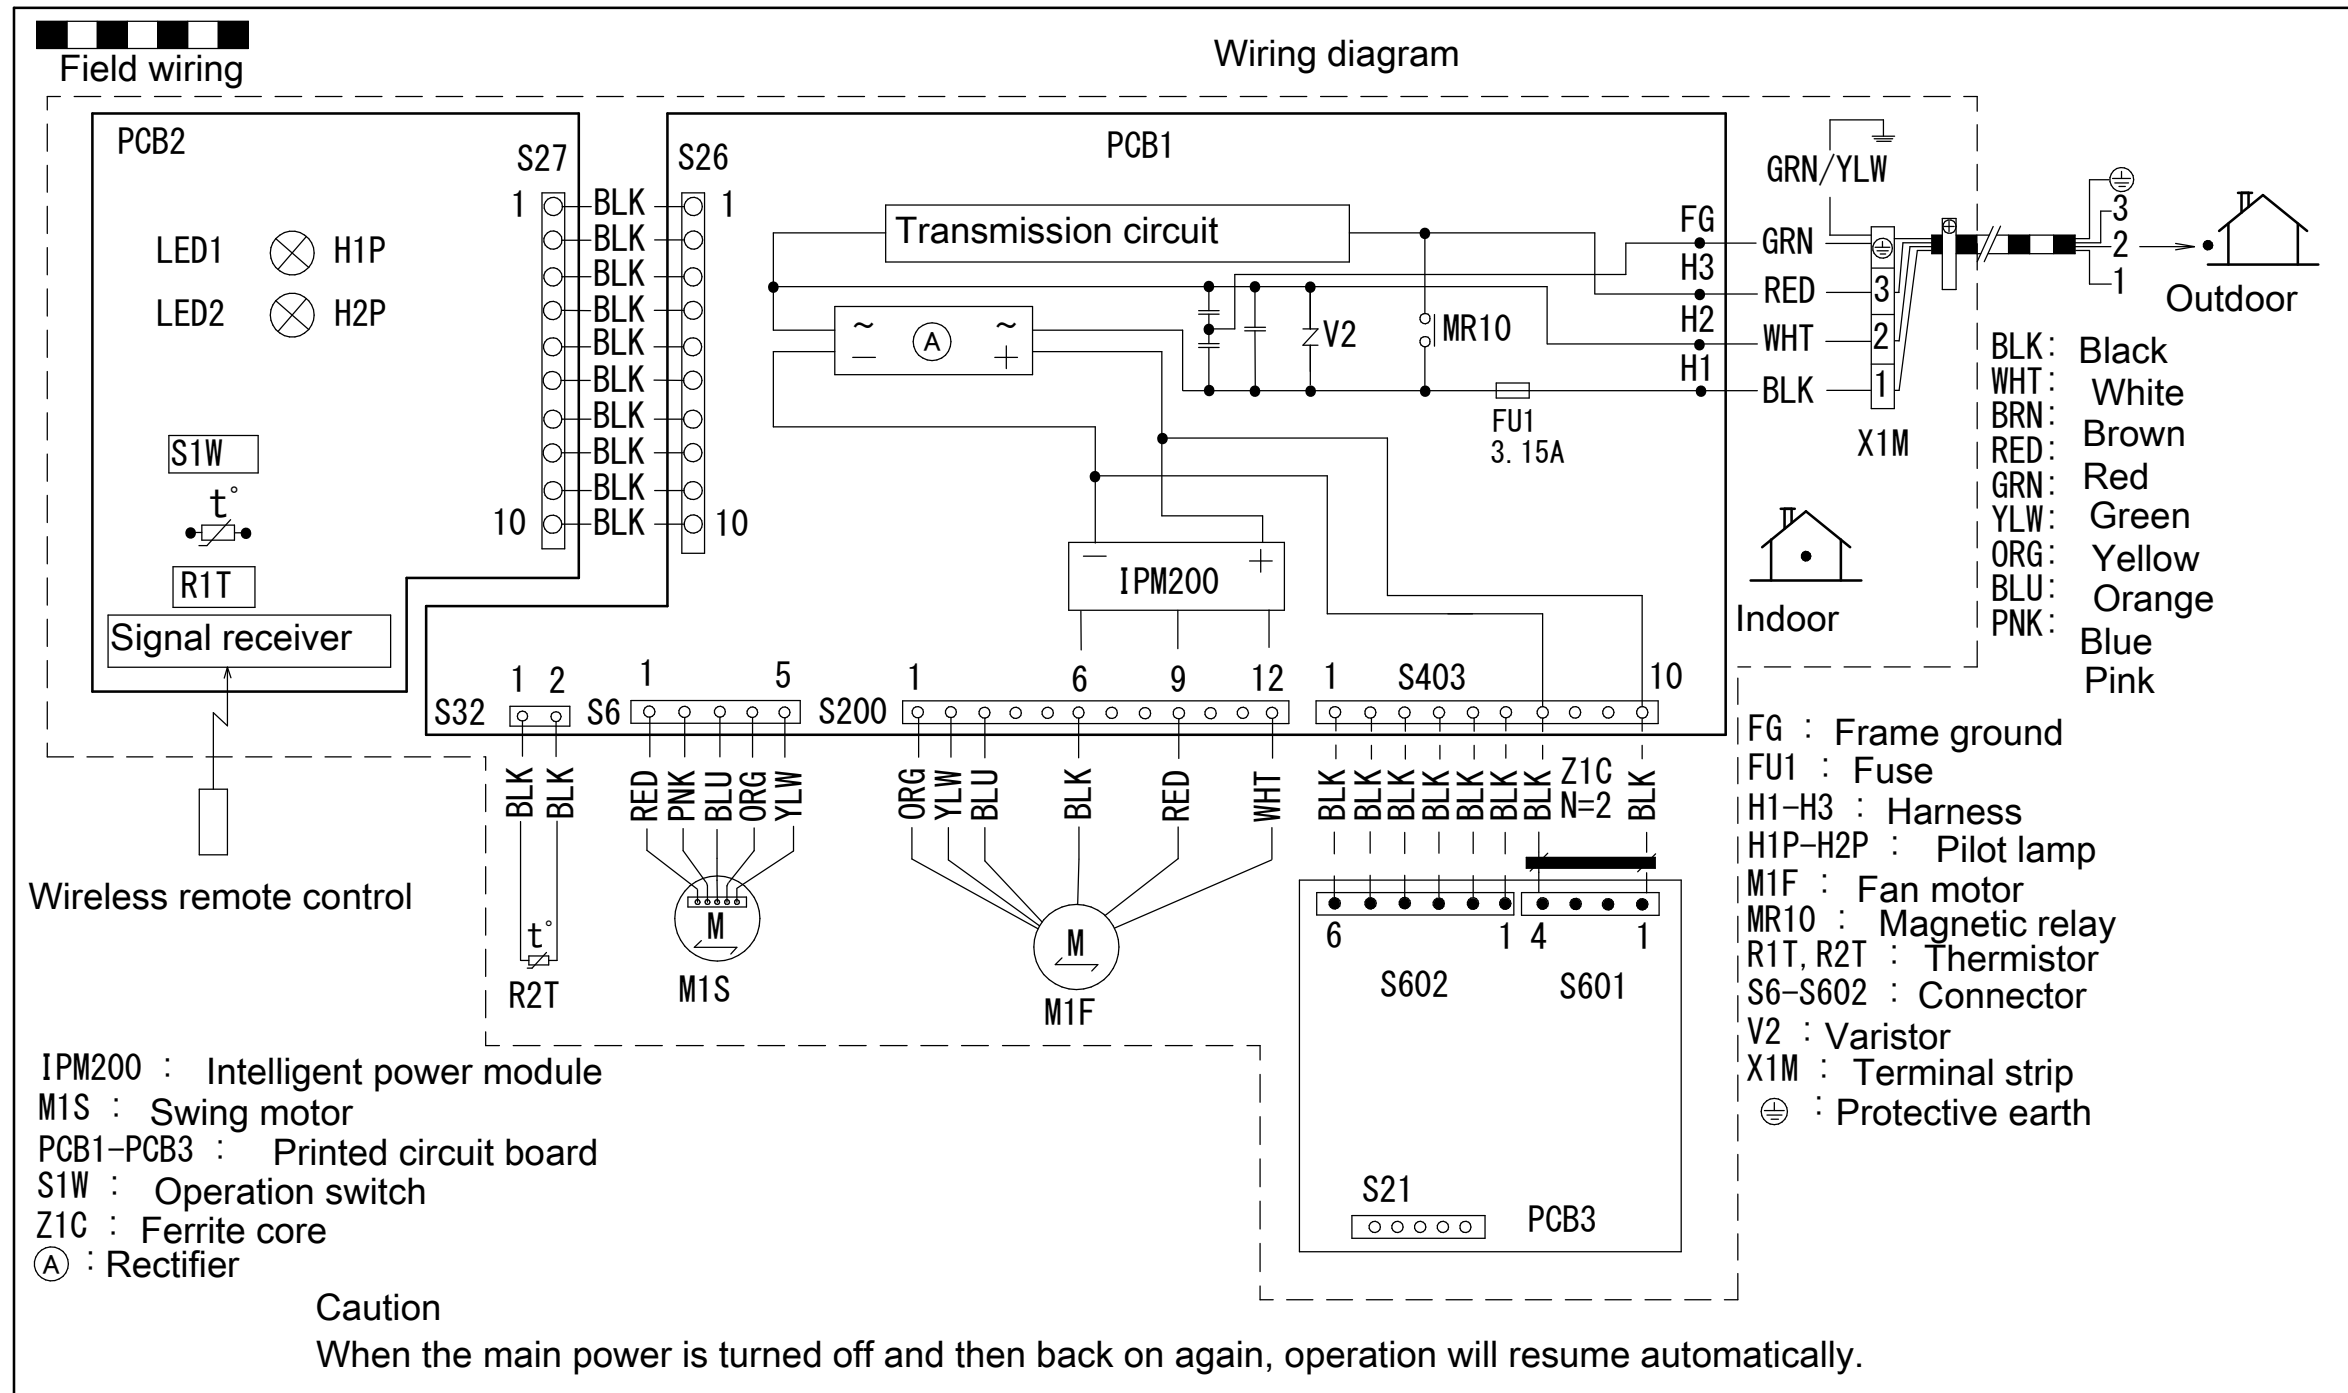 Field wiring
Wiring diagram
PCB2
S27
S26
PCB1
1
BLK
1
BLK
BLK
BLK
BLK
BLK
BLK
BLK
BLK
10
BLK
10
LED1
H1P
LED2
H2P
S1W
t°
R1T
Signal receiver
Wireless remote control
Transmission circuit
~
~
A
−
+
V2
MR10
FU1
3.15A
FG
H3
H2
H1
GRN/YLW
GRN
RED
WHT
BLK
3
2
1
X1M
3
2
1
Outdoor
Indoor
BLK: Black
WHT: White
BRN: Brown
RED: Red
GRN: Green
YLW: Yellow
ORG: Orange
BLU: Blue
PNK: Pink
−
+
IPM200
S32
1 2
S6
1
5
S200
1
6
9
12
1
S403
10
BLK
BLK
RED
PNK
BLU
ORG
YLW
ORG
YLW
BLU
BLK
RED
WHT
BLK
BLK
BLK
BLK
BLK
BLK
BLK
Z1C
N=2
BLK
t°
R2T
M
M1S
M
M1F
6
1
4
1
S602
S601
S21
PCB3
FG : Frame ground
FU1 : Fuse
H1-H3 : Harness
H1P-H2P : Pilot lamp
M1F : Fan motor
MR10 : Magnetic relay
R1T,R2T : Thermistor
S6-S602 : Connector
V2 : Varistor
X1M : Terminal strip
: Protective earth
IPM200 : Intelligent power module
M1S : Swing motor
PCB1-PCB3 : Printed circuit board
S1W : Operation switch
Z1C : Ferrite core
A : Rectifier
Caution
When the main power is turned off and then back on again, operation will resume automatically.